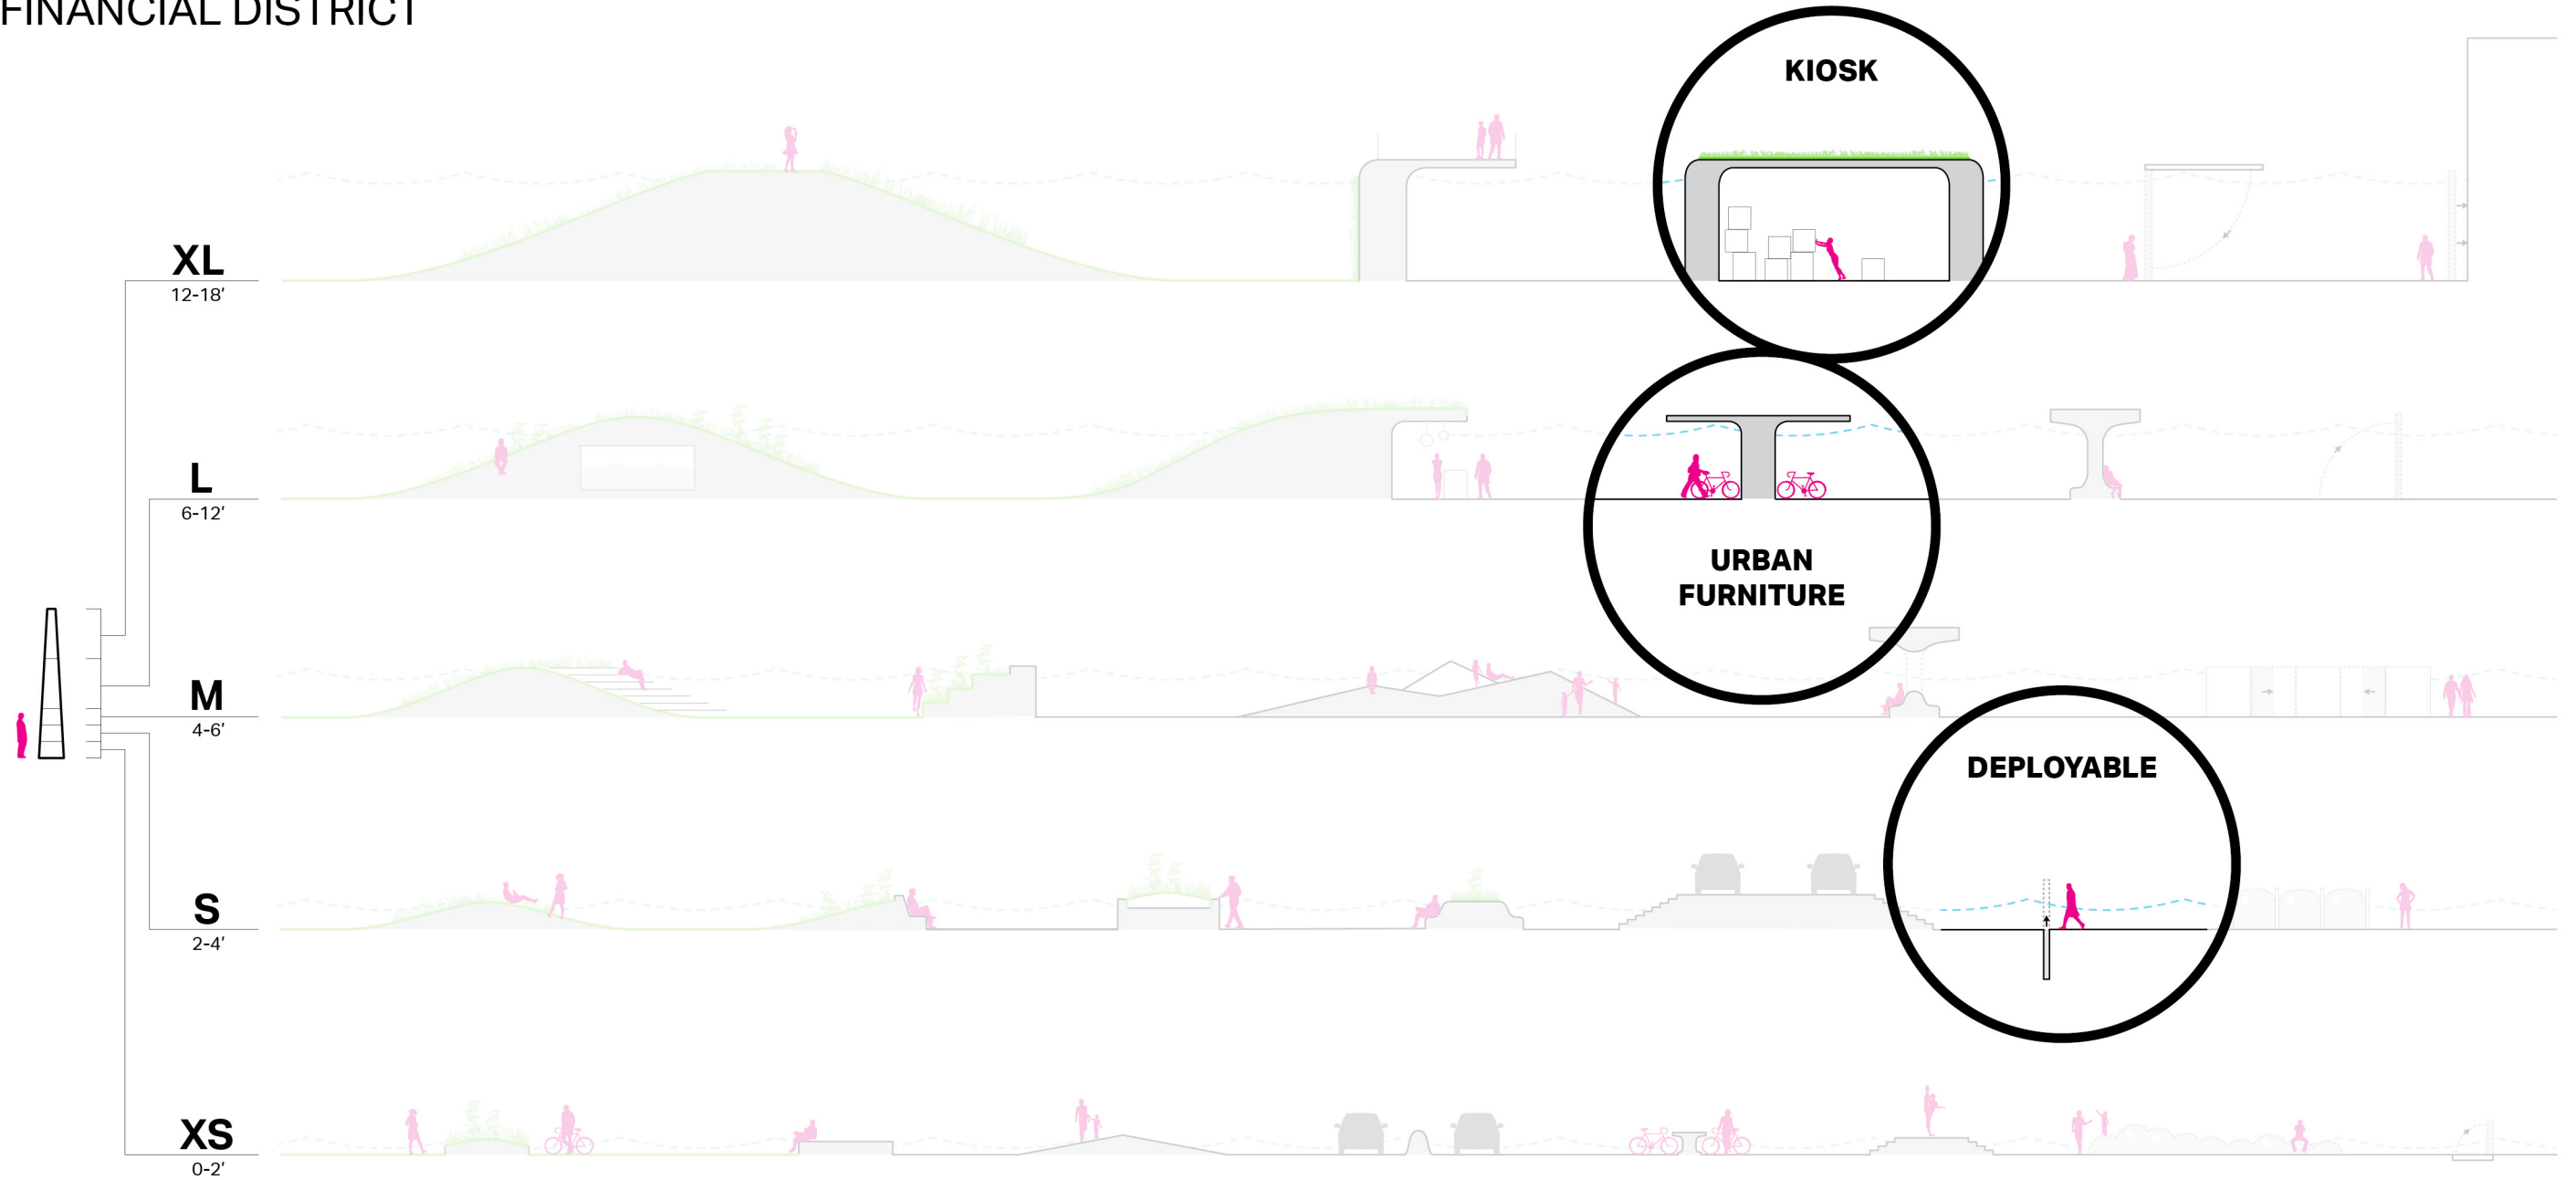 FINANCIAL DISTRICT
KIOSK
XL
12-18'
L
6-12'
URBAN
FURNITURE
M
4-6'
DEPLOYABLE
S
2-4'
XS
0-2'